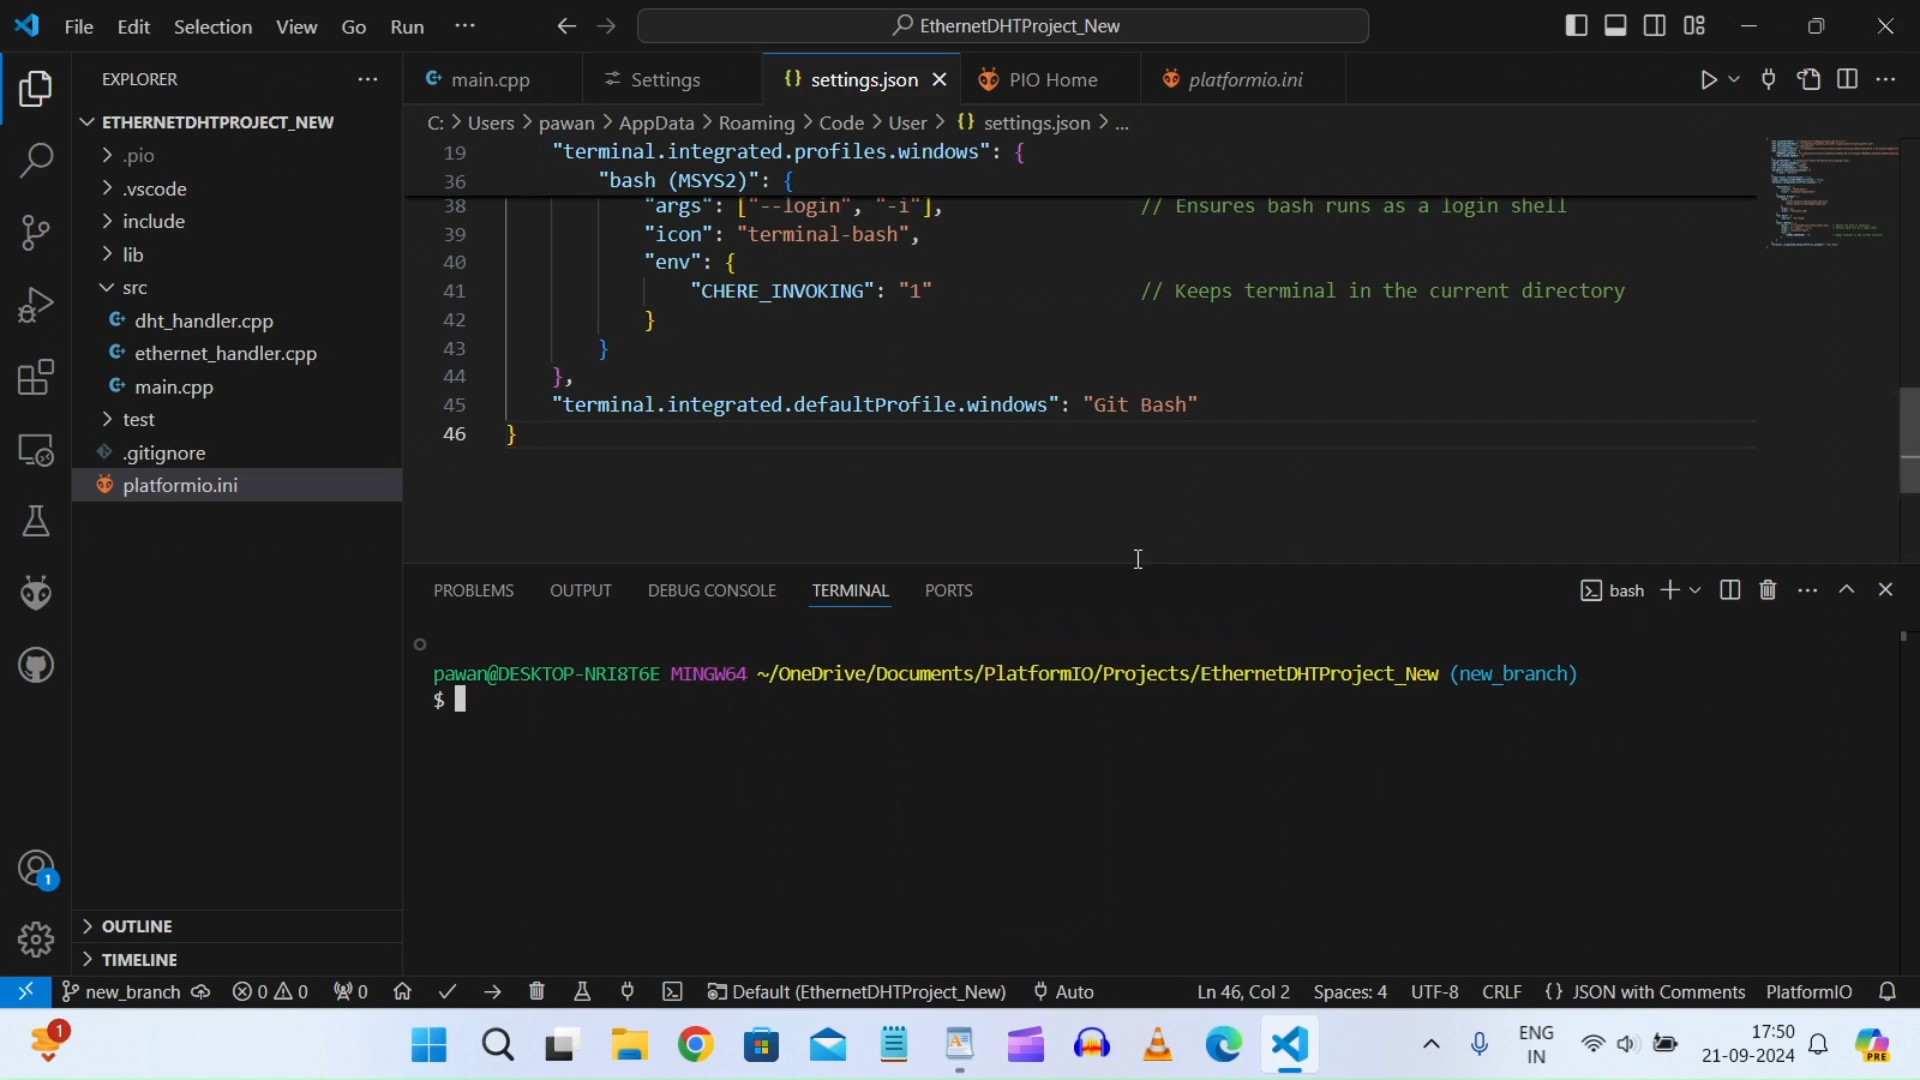 File Edit Selection View Go Run ...
EthernetDHTProject_New
EXPLORER
ETHERNETDHTPROJECT_NEW
.pio
.vscode
include
lib
src
dht_handler.cpp
ethernet_handler.cpp
main.cpp
test
.gitignore
platformio.ini
OUTLINE
TIMELINE
main.cpp Settings {} settings.json PIO Home platformio.ini
C: > Users > pawan > AppData > Roaming > Code > User > {} settings.json > ...
19 "terminal.integrated.profiles.windows": {
36 "bash (MSYS2)": {
38 "args": ["--login", "-i"], // Ensures bash runs as a login shell
39 "icon": "terminal-bash",
40 "env": {
41 "CHERE_INVOKING": "1" // Keeps terminal in the current directory
42 }
43 }
44 },
45 "terminal.integrated.defaultProfile.windows": "Git Bash"
46 }
PROBLEMS OUTPUT DEBUG CONSOLE TERMINAL PORTS bash
pawan@DESKTOP-NRI8T6E MINGW64 ~/OneDrive/Documents/PlatformIO/Projects/EthernetDHTProject_New (new_branch)
$
1
new_branch 0 0 0 Default (EthernetDHTProject_New) Auto Ln 46, Col 2 Spaces: 4 UTF-8 CRLF {} JSON with Comments PlatformIO
1
ENG
IN
17:50
21-09-2024
PRE